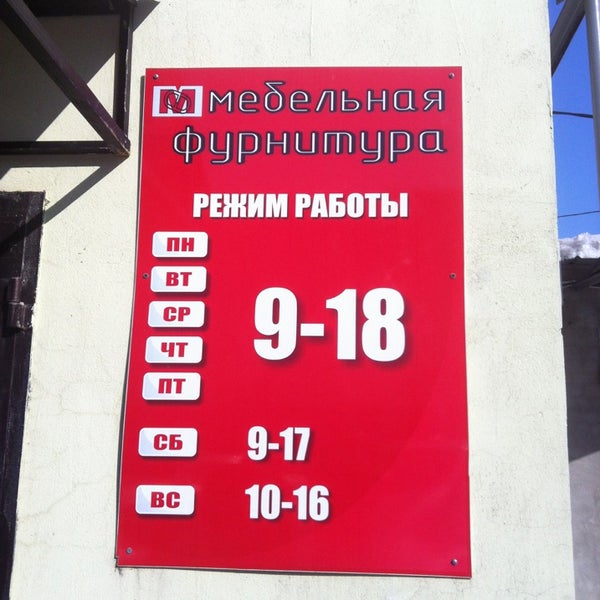 мебельная
фурнитура
РЕЖИМ РАБОТЫ
ПН
ВТ
СР
ЧТ
ПТ
9-18
СБ 9-17
ВС 10-16